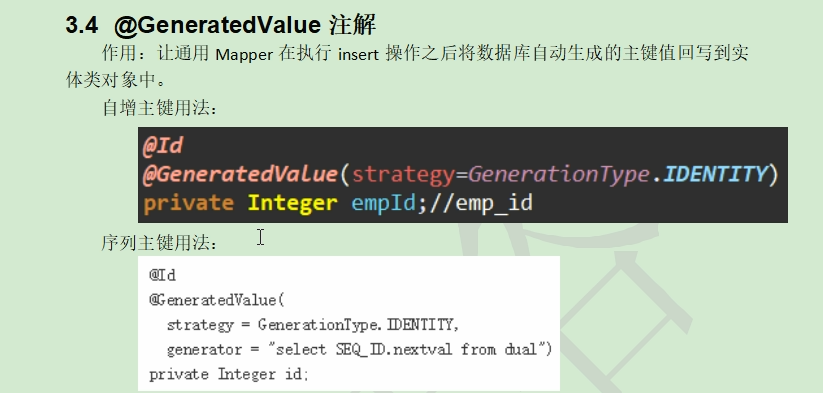 3.4 @GeneratedValue 注解
作用：让通用 Mapper 在执行 insert 操作之后将数据库自动生成的主键值回写到实
体类对象中。
自增主键用法：
@Id
@GeneratedValue(strategy=GenerationType.IDENTITY)
private Integer empId;//emp_id
序列主键用法：
@Id
@GeneratedValue(
strategy = GenerationType.IDENTITY,
generator = "select SEQ_ID.nextval from dual")
private Integer id;